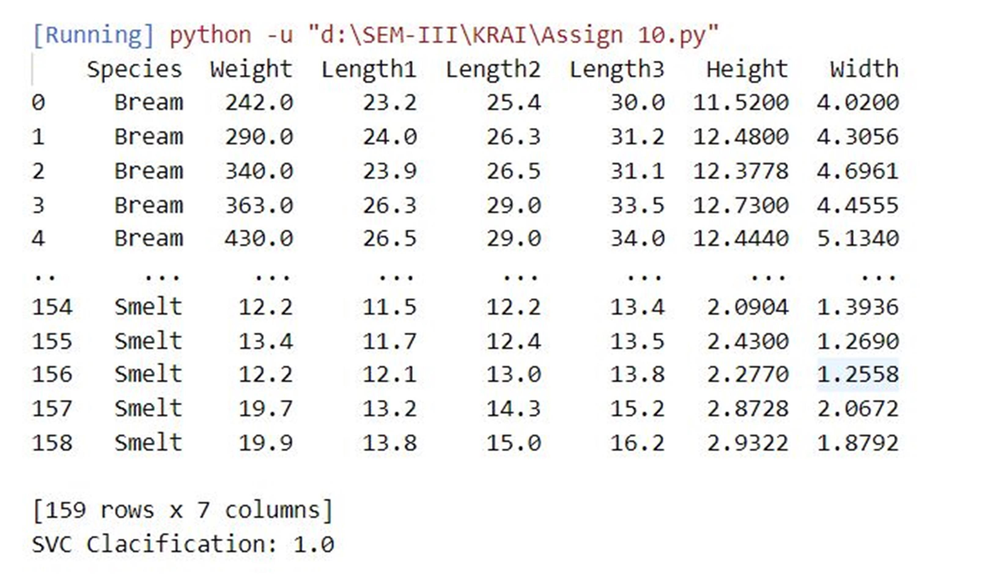 [Running] python -u "d:\SEM-III\KRAI\Assign 10.py"
Species Weight Length1 Length2 Length3 Height Width
0 Bream 242.0 23.2 25.4 30.0 11.5200 4.0200
1 Bream 290.0 24.0 26.3 31.2 12.4800 4.3056
2 Bream 340.0 23.9 26.5 31.1 12.3778 4.6961
3 Bream 363.0 26.3 29.0 33.5 12.7300 4.4555
4 Bream 430.0 26.5 29.0 34.0 12.4440 5.1340
.. ... ... ... ... ... ... ...
154 Smelt 12.2 11.5 12.2 13.4 2.0904 1.3936
155 Smelt 13.4 11.7 12.4 13.5 2.4300 1.2690
156 Smelt 12.2 12.1 13.0 13.8 2.2770 1.2558
157 Smelt 19.7 13.2 14.3 15.2 2.8728 2.0672
158 Smelt 19.9 13.8 15.0 16.2 2.9322 1.8792
[159 rows x 7 columns]
SVC Clacification: 1.0